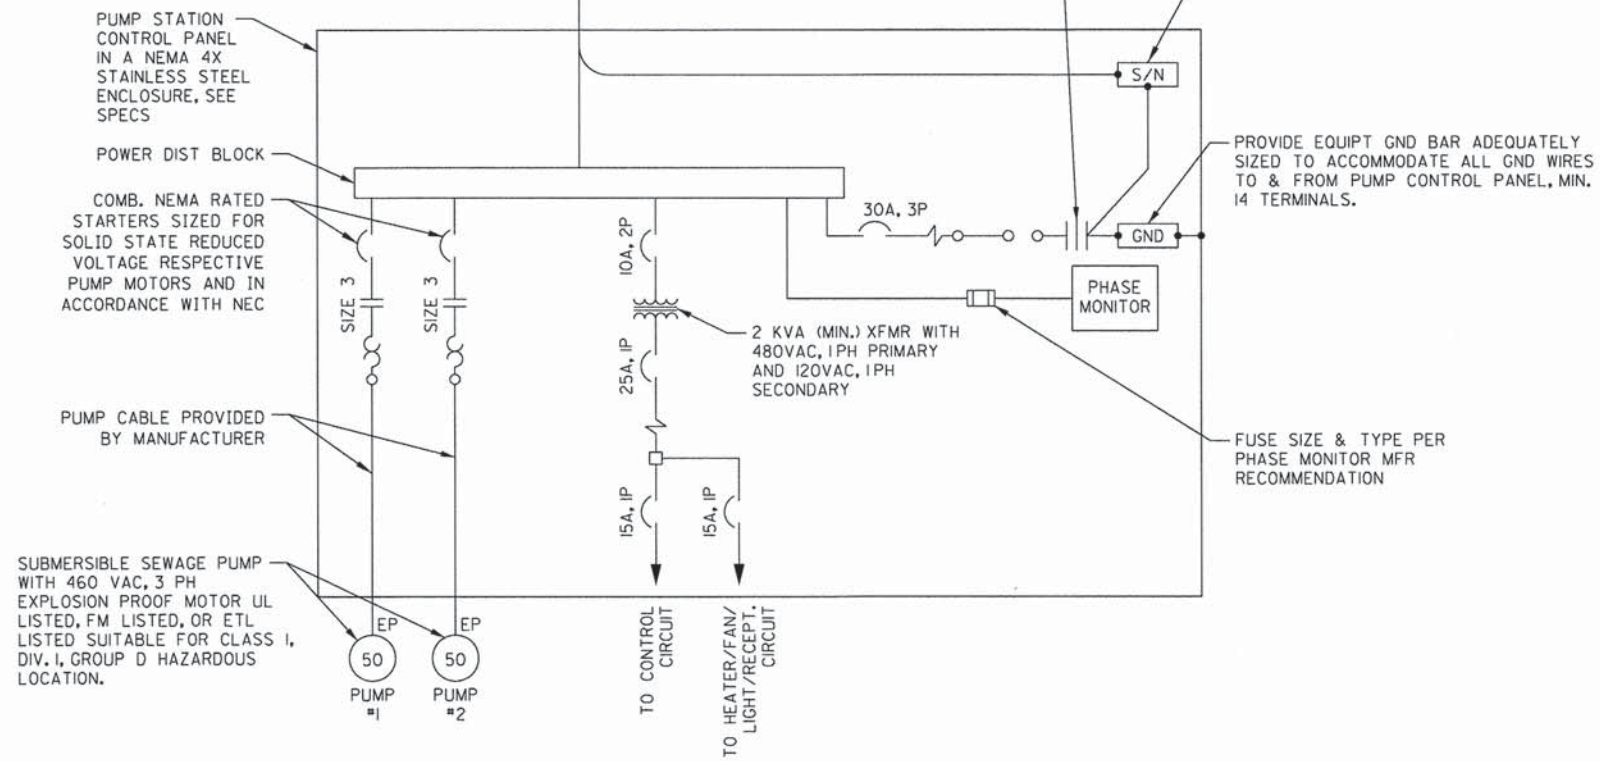 PUMP STATION
CONTROL PANEL
IN A NEMA 4X
STAINLESS STEEL
ENCLOSURE, SEE
SPECS
S/N
POWER DIST BLOCK
PROVIDE EQUIPT GND BAR ADEQUATELY
SIZED TO ACCOMMODATE ALL GND WIRES
TO & FROM PUMP CONTROL PANEL, MIN.
14 TERMINALS.
COMB. NEMA RATED
STARTERS SIZED FOR
SOLID STATE REDUCED
VOLTAGE RESPECTIVE
PUMP MOTORS AND IN
ACCORDANCE WITH NEC
SIZE 3
SIZE 3
10A, 2P
30A, 3P
GND
PHASE
MONITOR
2 KVA (MIN.) XFMR WITH
480VAC, 1PH PRIMARY
AND 120VAC, 1PH
SECONDARY
25A, 1P
PUMP CABLE PROVIDED
BY MANUFACTURER
FUSE SIZE & TYPE PER
PHASE MONITOR MFR
RECOMMENDATION
15A, 1P
15A, 1P
SUBMERSIBLE SEWAGE PUMP
WITH 460 VAC, 3 PH
EXPLOSION PROOF MOTOR UL
LISTED, FM LISTED, OR ETL
LISTED SUITABLE FOR CLASS 1,
DIV. 1, GROUP D HAZARDOUS
LOCATION.
EP
EP
50
50
PUMP
#1
PUMP
#2
TO CONTROL
CIRCUIT
TO HEATER/FAN/
LIGHT/RECEPT.
CIRCUIT